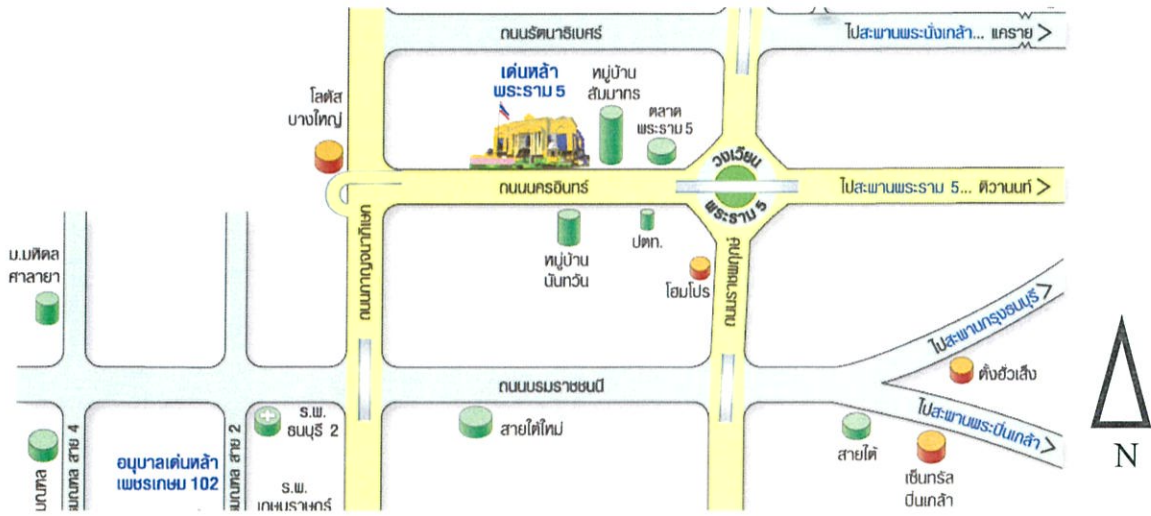 ถนนรัตนาธิเบศร์
ไปสะพานพระนั่งเกล้า... แคราย
เด่นหล้า
พระราม 5
หมู่บ้าน
สัมมากร
ตลาด
พระราม 5
โลตัส
บางใหญ่
วงเวียน
พระราม 5
ถนนนครอินทร์
ไปสะพานพระราม 5... ติวานนท์
หมู่บ้าน
นันทวัน
ปตท.
โฮมโปร
ถนนกาญจนาภิเษก
ถนนราชพฤกษ์
ม.มหิดล
ศาลายา
ไปสะพานกรุงธนบุรี
ตั้งฮั่วเส็ง
ถนนบรมราชชนนี
ไปสะพานพระปิ่นเกล้า
ร.พ.
ธนบุรี 2
สายใต้ใหม่
สายใต้
เซ็นทรัล
ปิ่นเกล้า
อนุบาลเด่นหล้า
เพชรเกษม 102
สาย 4
สาย 2
มณฑล
ร.พ.
เกษมราษฎร์
N